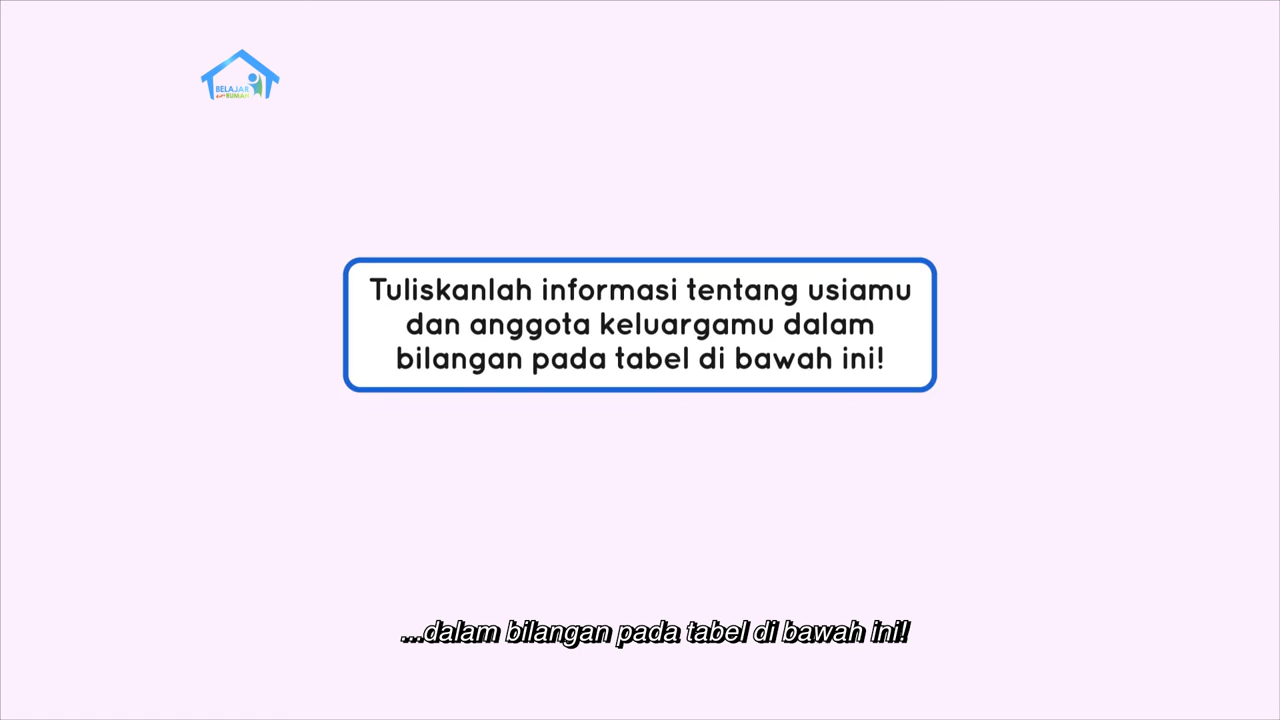 BELAJAR
dari RUMAH
Tuliskanlah informasi tentang usiamu
dan anggota keluargamu dalam
bilangan pada tabel di bawah ini!
...dalam bilangan pada tabel di bawah ini!